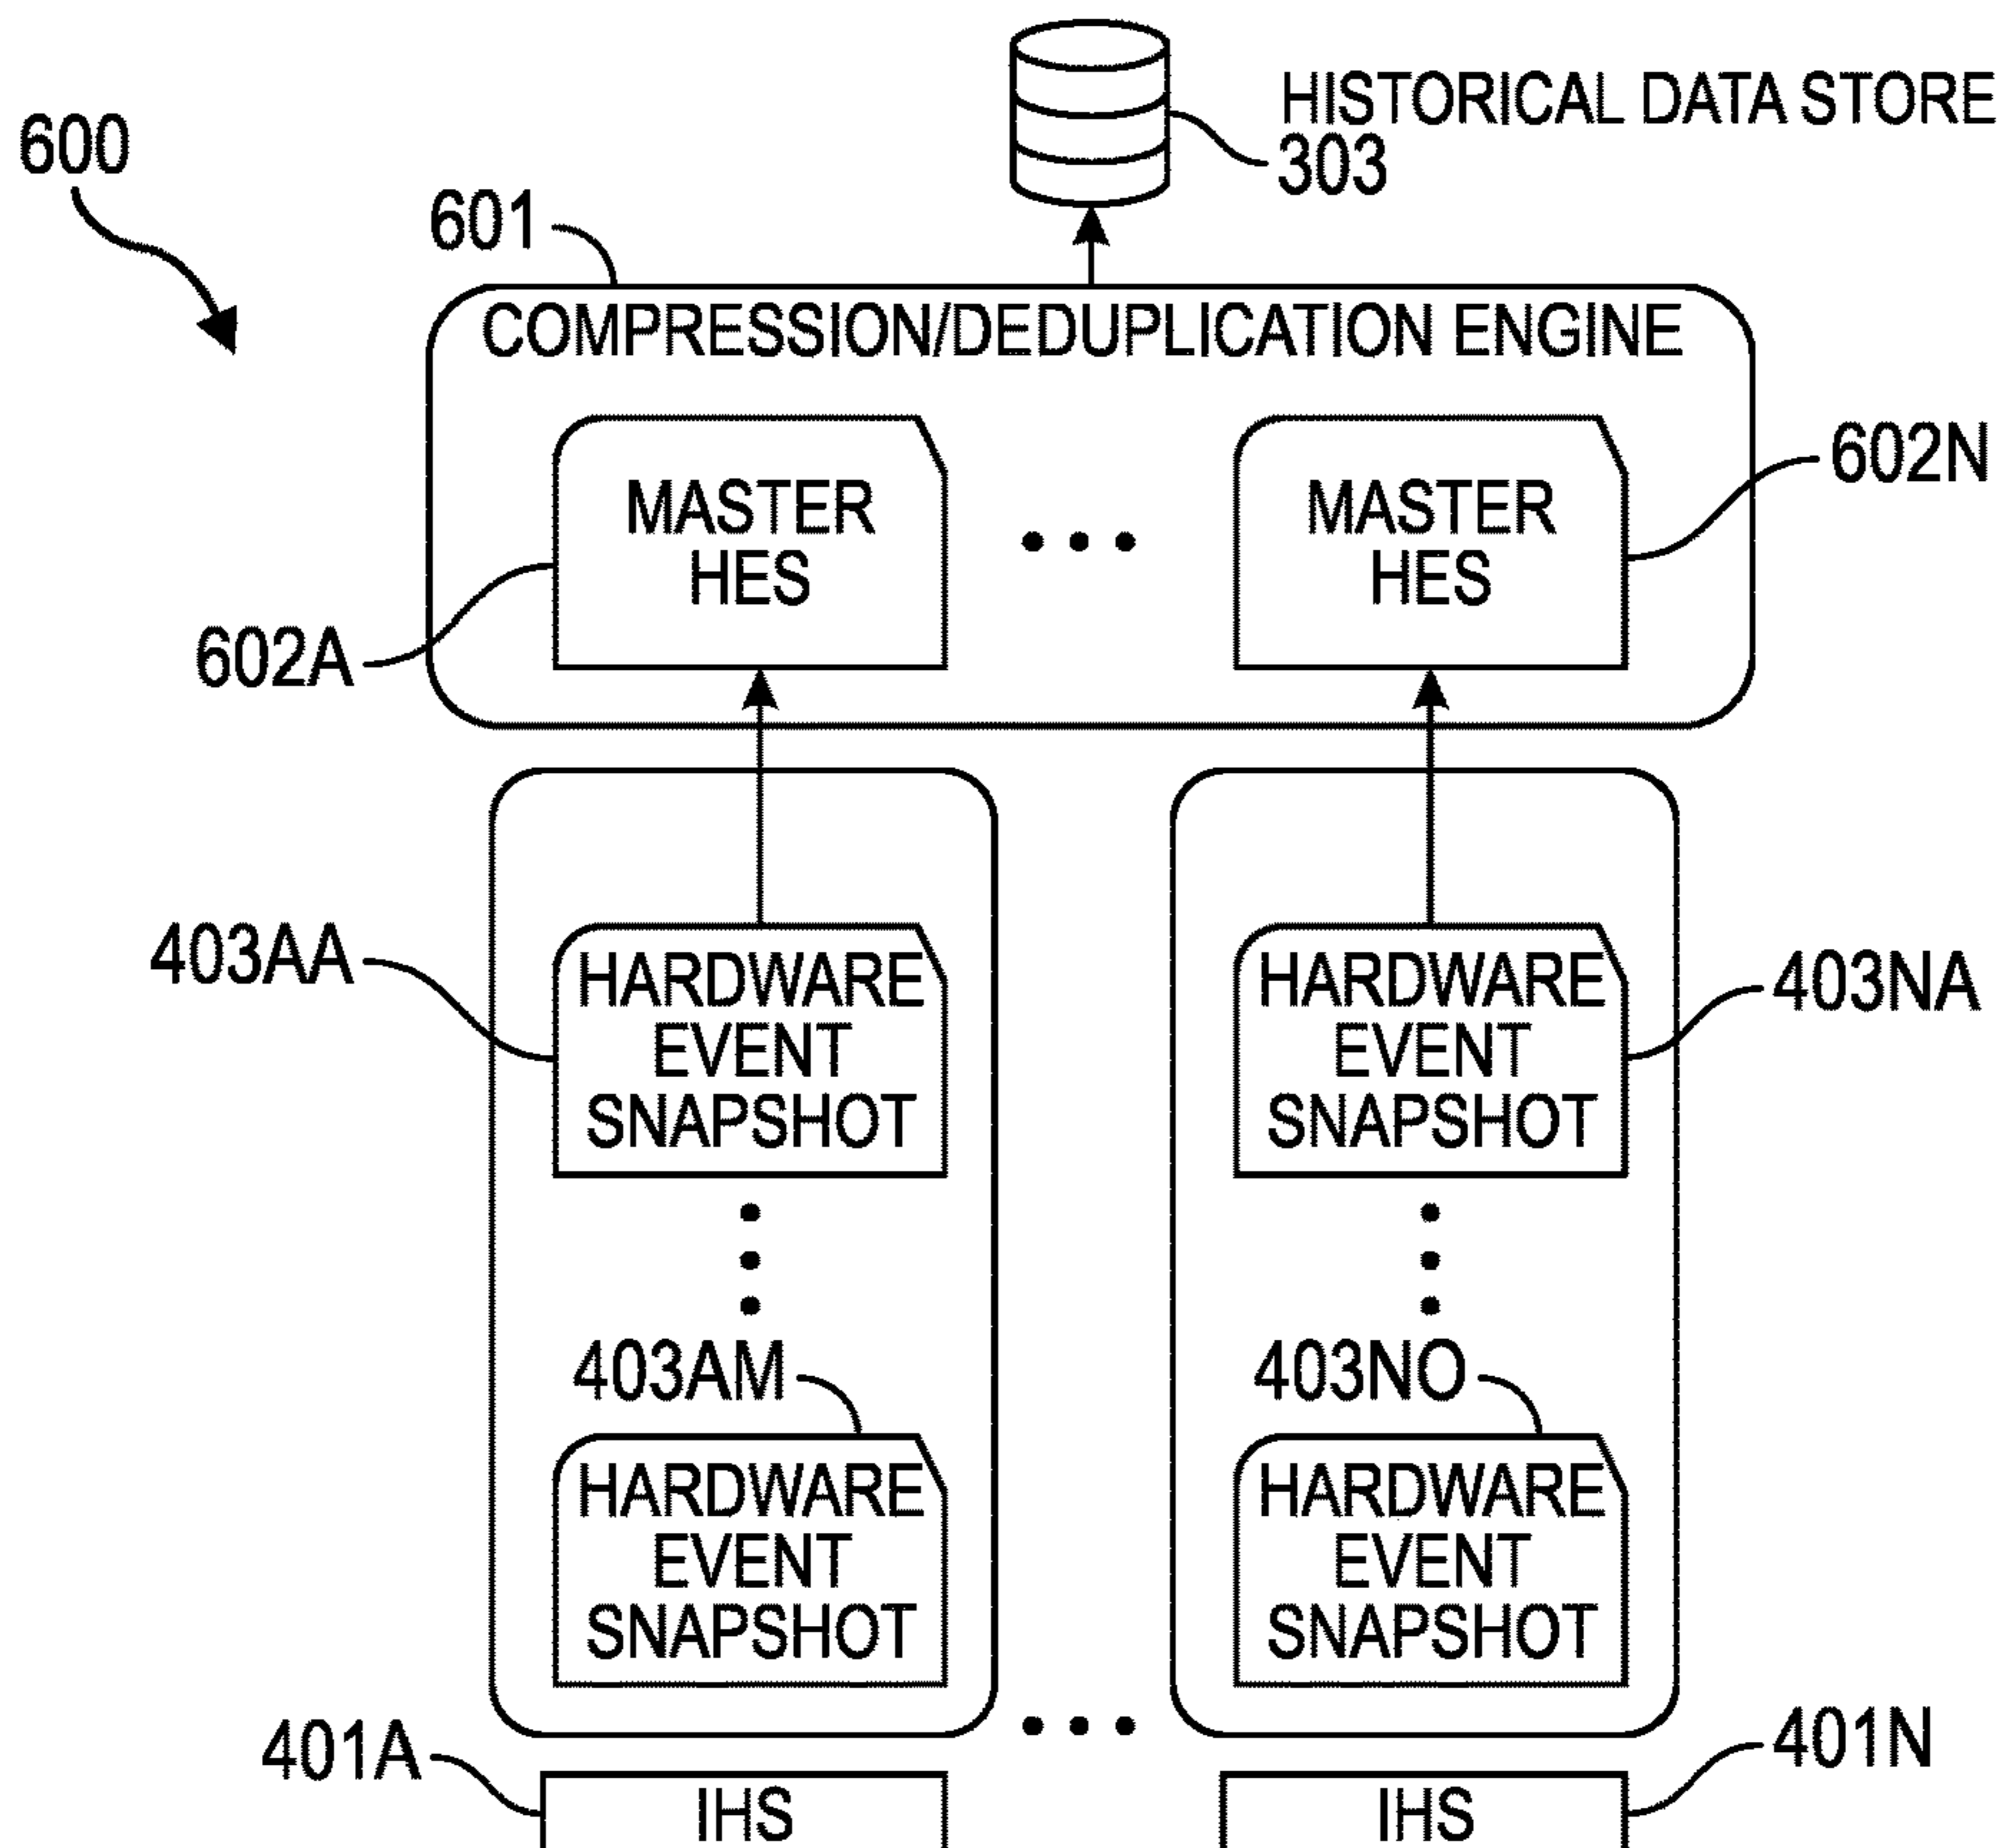 HISTORICAL DATA STORE
303
600
601
COMPRESSION/DEDUPLICATION ENGINE
MASTER
HES
602A
MASTER
HES
602N
403AA
HARDWARE
EVENT
SNAPSHOT
403AM
HARDWARE
EVENT
SNAPSHOT
401A
IHS
403NA
HARDWARE
EVENT
SNAPSHOT
403NO
HARDWARE
EVENT
SNAPSHOT
401N
IHS